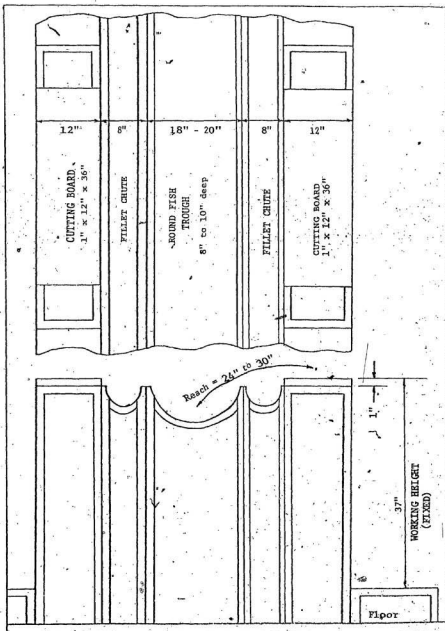 12"
8"
18" - 20"
8"
12"
CUTTING BOARD
1" x 12" x 36"
FILLET CHUTE
ROUND FISH
TROUGH
8" to 10" deep
FILLET CHUTE
CUTTING BOARD
1" x 12" x 36"
Reach = 24" to 30"
1"
37"
WORKING HEIGHT
(FIXED)
Floor